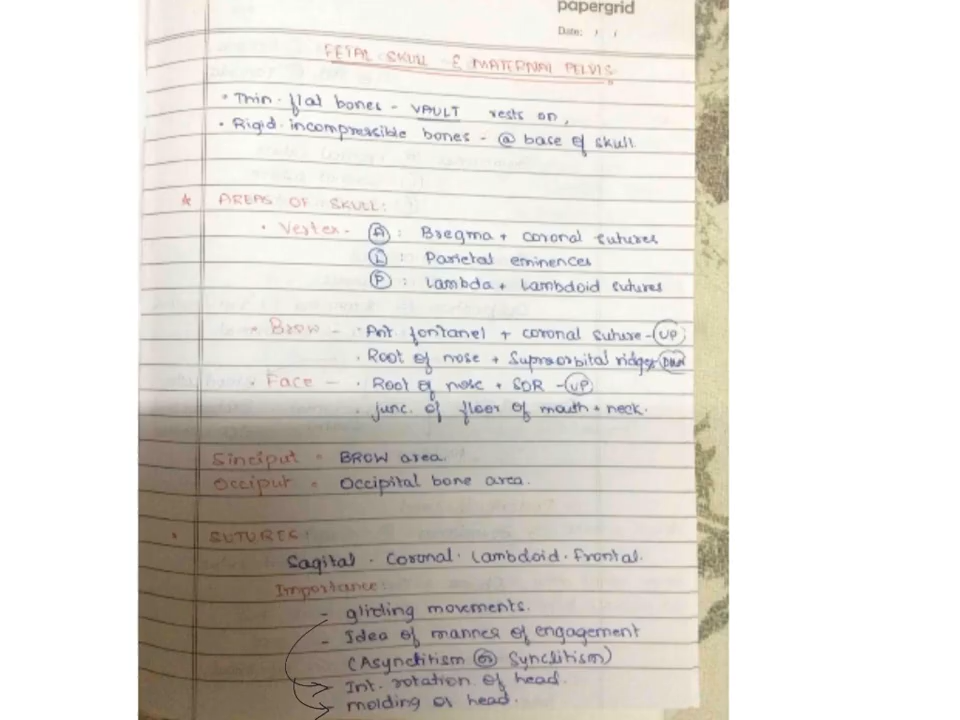 papergrid
Date: / /
FETAL SKULL & MATERNAL PELVIS
• Thin flat bones - VAULT rests on,
• Rigid incompressible bones - @ base of skull
* AREAS OF SKULL:
• Vertex - Ⓐ : Bregma + coronal sutures
Ⓛ : Parietal eminences
Ⓟ : Lambda + Lambdoid sutures
• Brow - • Ant fontanel + coronal suture - UP
• Root of nose + Supraorbital ridges
• Face - • Root of nose + SOR - UP
• junc. of floor of mouth + neck.
Sinciput = BROW area.
Occiput = Occipital bone area.
• SUTURES:
Sagital . Coronal . Lambdoid . Frontal.
Importance:
- gliding movements.
- Idea of manner of engagement
(Asynclitism or Synclitism)
→ Int. rotation of head.
→ molding of head.